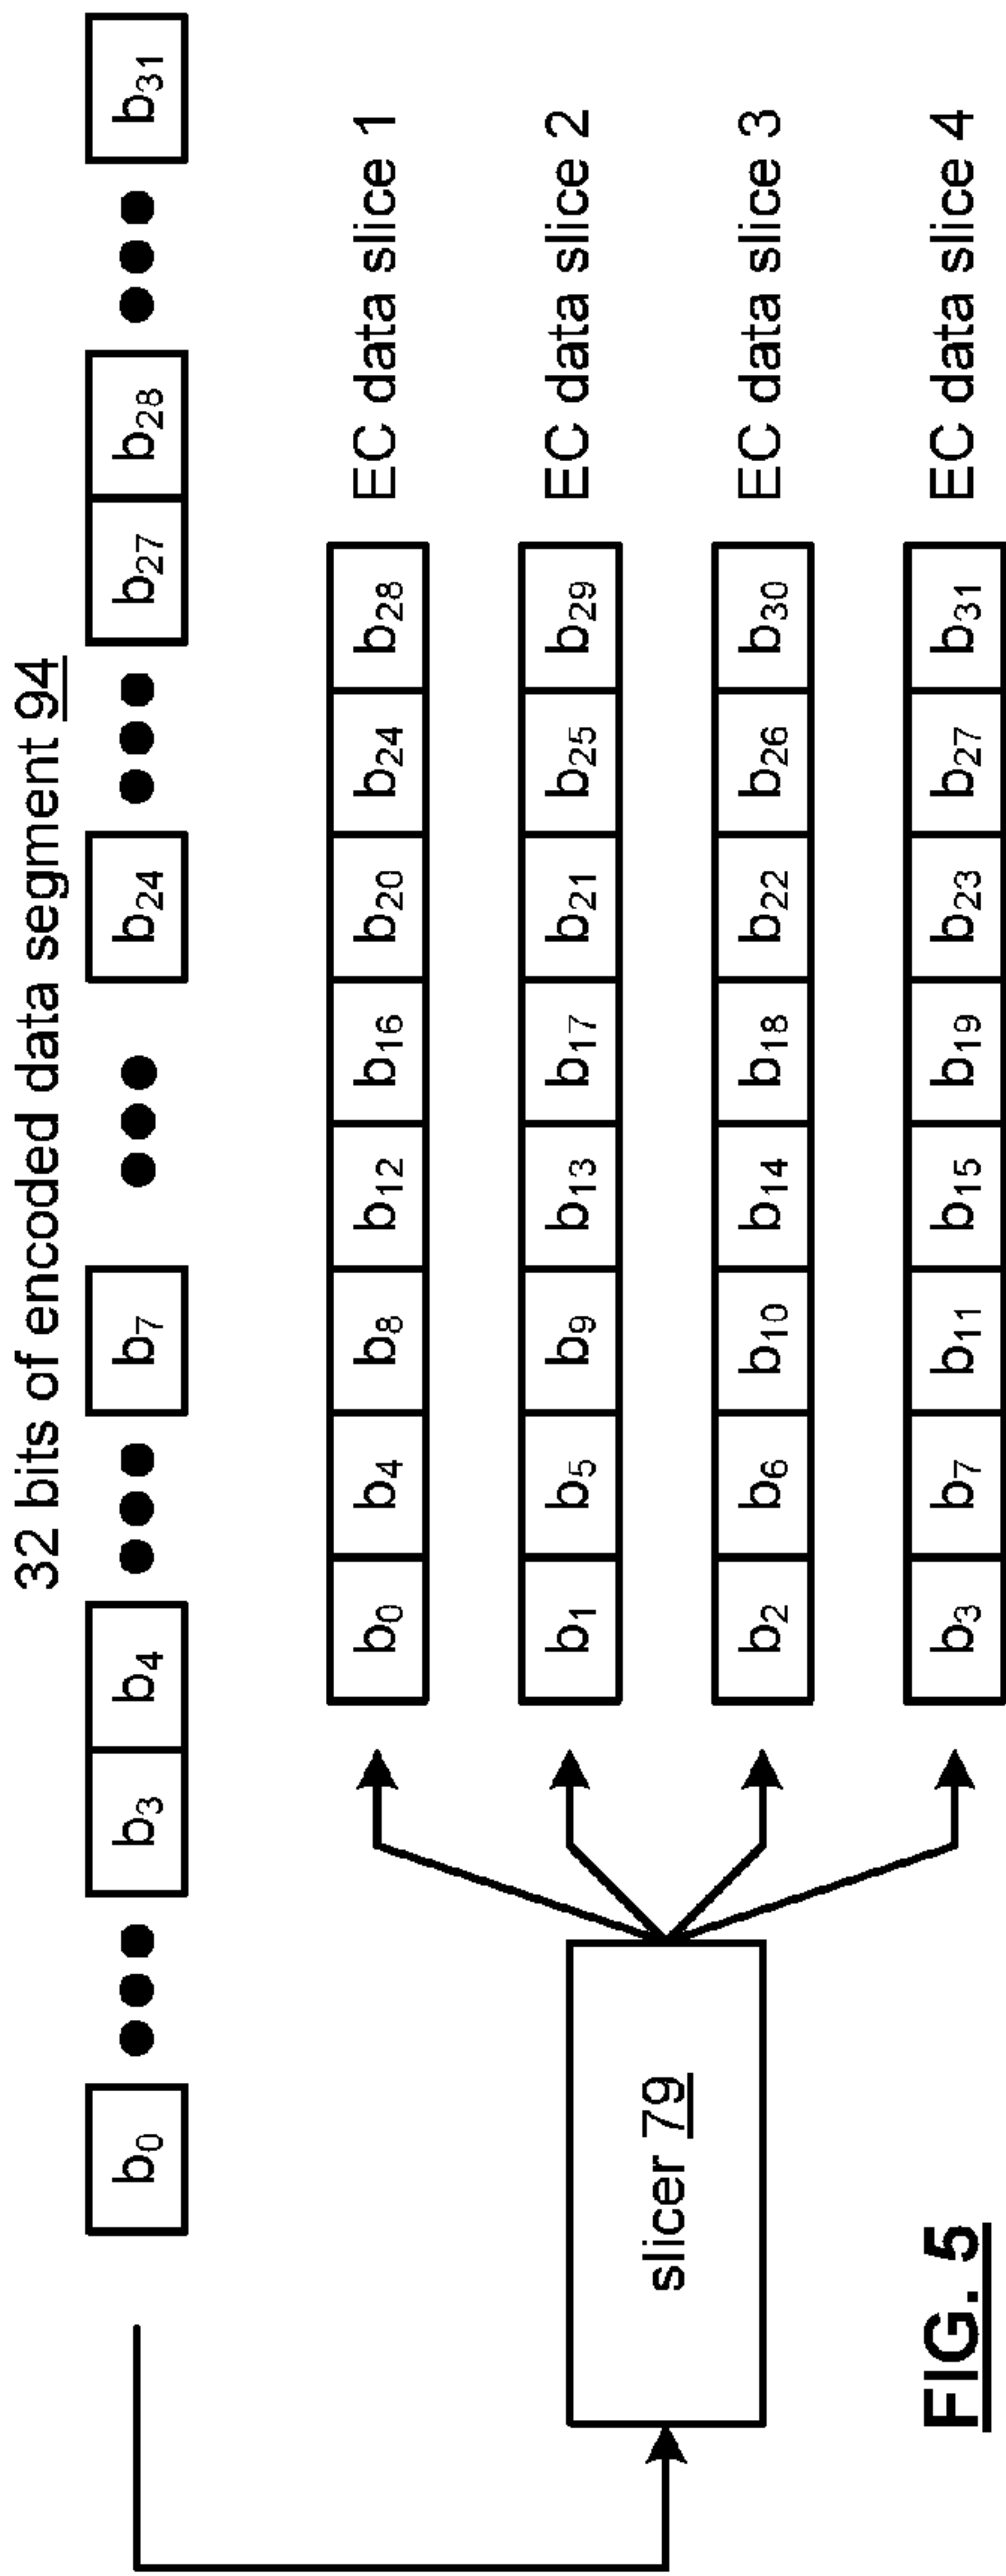 32 bits of encoded data segment 94
b0 ••• b3 b4 ••• b7 ••• b24 ••• b27 b28 ••• b31
b0 b4 b8 b12 b16 b20 b24 b28 EC data slice 1
b1 b5 b9 b13 b17 b21 b25 b29 EC data slice 2
slicer 79
b2 b6 b10 b14 b18 b22 b26 b30 EC data slice 3
b3 b7 b11 b15 b19 b23 b27 b31 EC data slice 4
FIG. 5